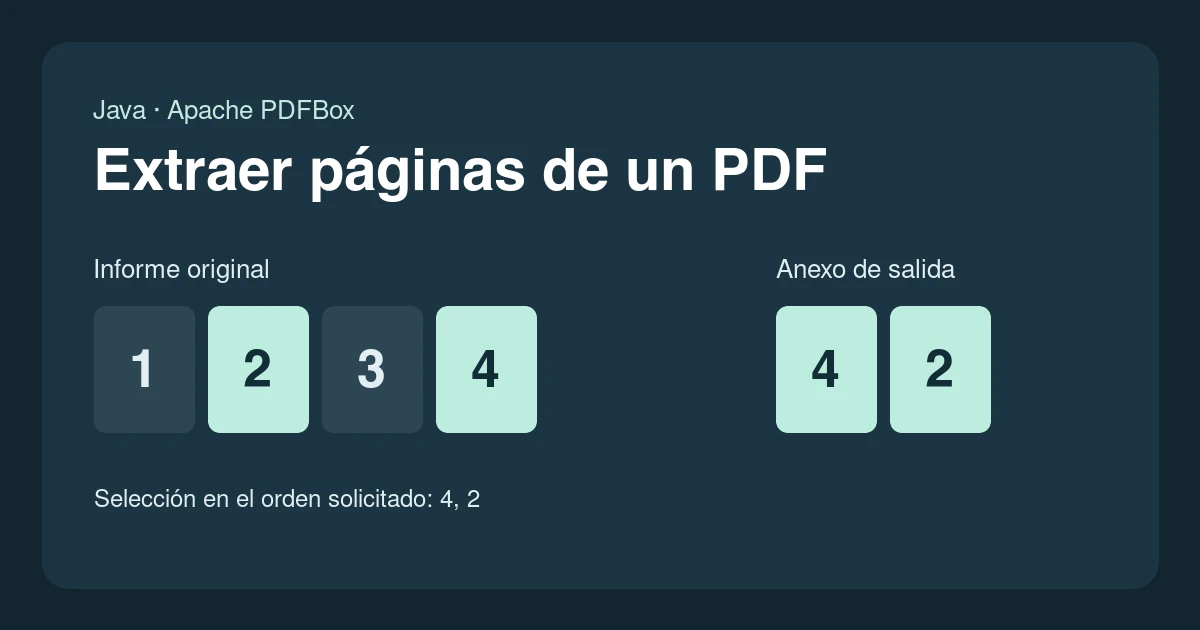 Java · Apache PDFBox
Extraer páginas de un PDF
Informe original
Anexo de salida
1 2 3 4
4 2
Selección en el orden solicitado: 4, 2